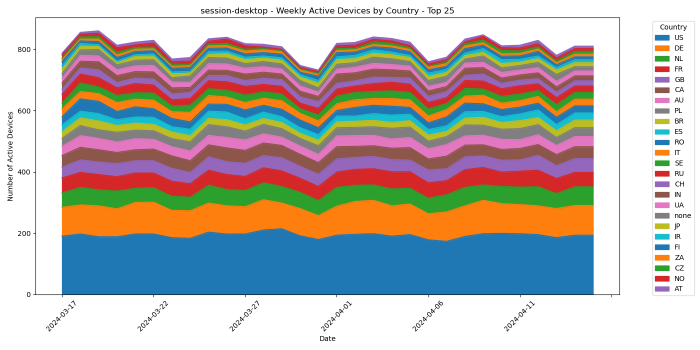 session-desktop - Weekly Active Devices by Country - Top 25
Number of Active Devices
800
600
400
200
0
2024-03-17
2024-03-22
2024-03-27
2024-04-01
2024-04-06
2024-04-11
Date
Country
US
DE
NL
FR
GB
CA
AU
PL
BR
ES
RO
IT
SE
RU
CH
IN
UA
none
JP
IR
FI
ZA
CZ
NO
AT